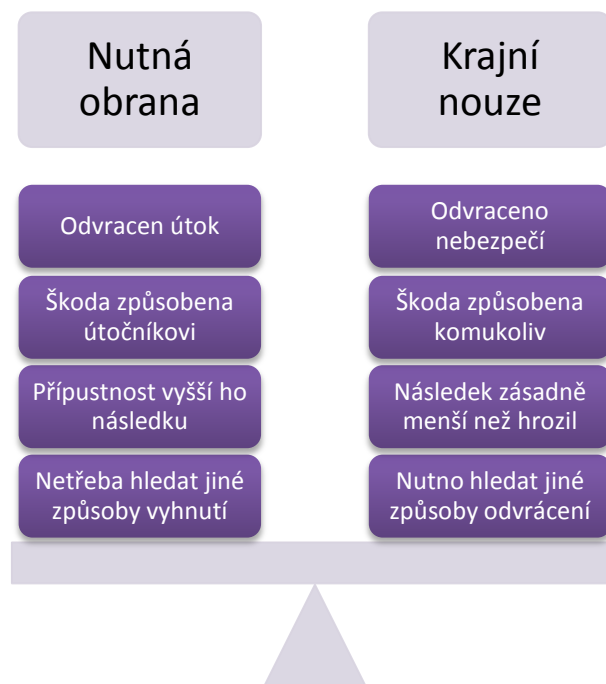 Nutná
obrana
Krajní
nouze
Odvracen útok
Škoda způsobena
útočníkovi
Přípustnost vyšší ho
následku
Netřeba hledat jiné
způsoby vyhnutí
Odvraceno
nebezpečí
Škoda způsobena
komukoliv
Následek zásadně
menší než hrozil
Nutno hledat jiné
způsoby odvrácení